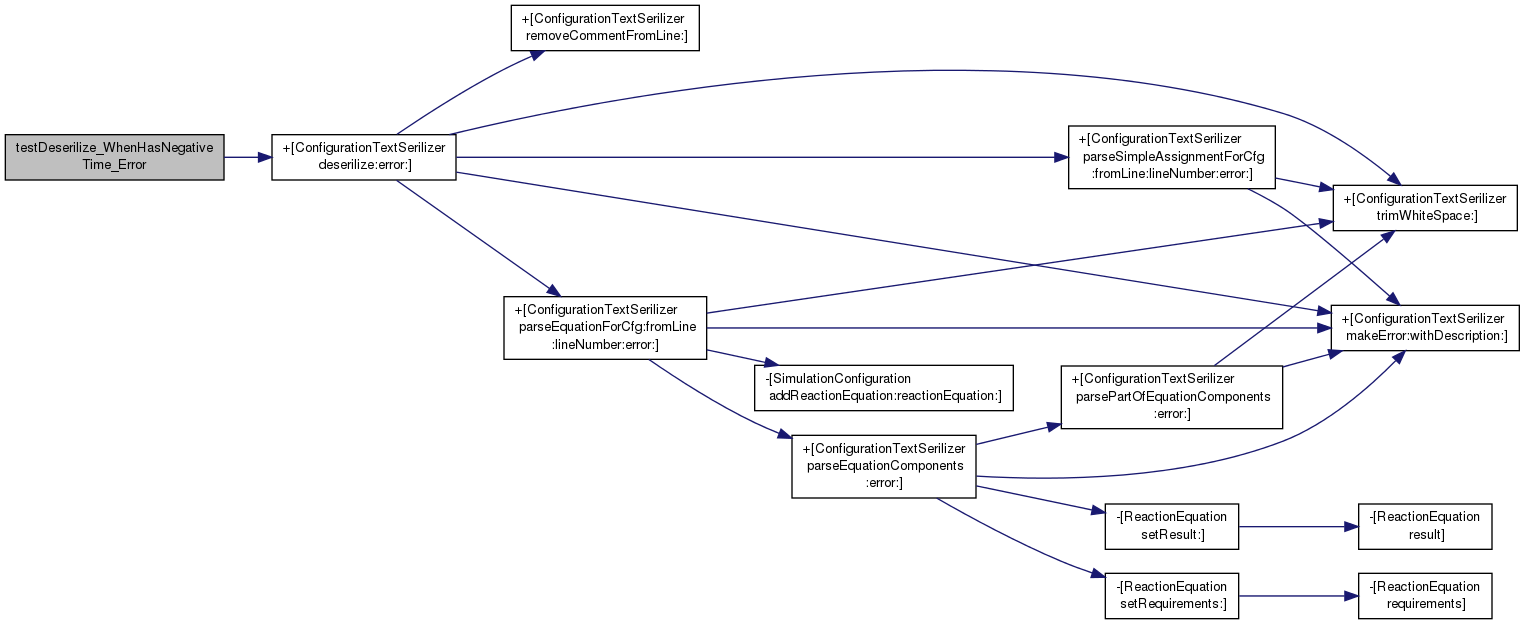 +[ConfigurationTextSerilizer
removeCommentFromLine:]
testDeserilize_WhenHasNegative
Time_Error
+[ConfigurationTextSerilizer
deserilize:error:]
+[ConfigurationTextSerilizer
parseSimpleAssignmentForCfg
:fromLine:lineNumber:error:]
+[ConfigurationTextSerilizer
trimWhiteSpace:]
+[ConfigurationTextSerilizer
parseEquationForCfg:fromLine
:lineNumber:error:]
+[ConfigurationTextSerilizer
makeError:withDescription:]
-[SimulationConfiguration
addReactionEquation:reactionEquation:]
+[ConfigurationTextSerilizer
parsePartOfEquationComponents
:error:]
+[ConfigurationTextSerilizer
parseEquationComponents
:error:]
-[ReactionEquation
setResult:]
-[ReactionEquation
result]
-[ReactionEquation
setRequirements:]
-[ReactionEquation
requirements]